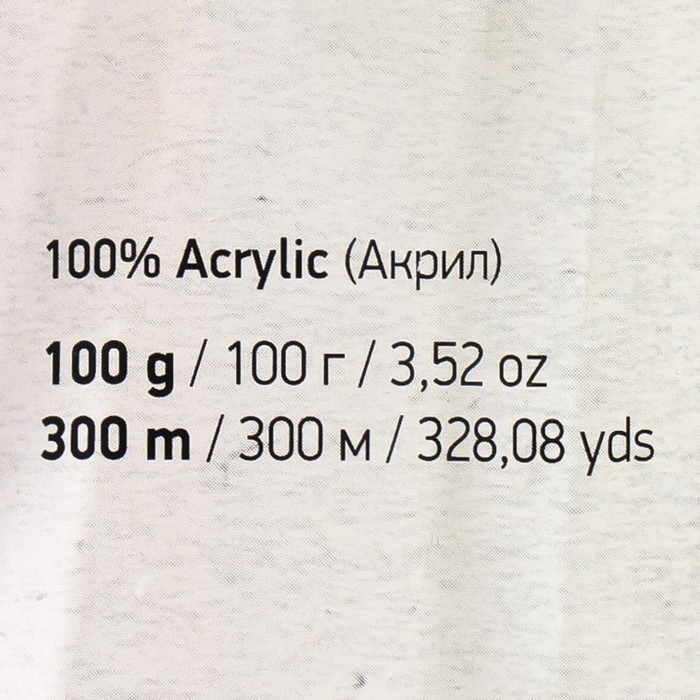 100% Acrylic (Акрил)
100 g / 100 г / 3,52 oz
300 m / 300 м / 328,08 yds